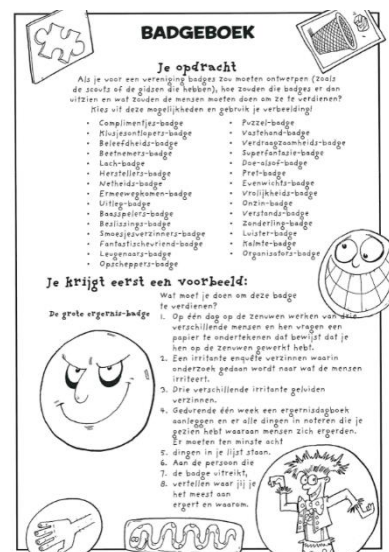 BADGEBOEK
Je opdracht
Als je voor een vereniging badges zou moeten ontwerpen (zoals
de scouts of de gidsen die hebben), hoe zouden die badges er dan
uitzien en wat zouden de mensen moeten doen om ze te verdienen?
Kies uit deze mogelijkheden en gebruik je verbeelding!
• Complimentjes-badge
• Klusjesontlopers-badge
• Beleefdheids-badge
• Beetnemers-badge
• Lach-badge
• Herstellers-badge
• Netheids-badge
• Ermeewegkomen-badge
• Uitleg-badge
• Baasspelers-badge
• Beslissings-badge
• Smoesjesverzinners-badge
• Fantastischevriend-badge
• Leugenaars-badge
• Opscheppers-badge
• Puzzel-badge
• Vastehand-badge
• Verdraagzaamheids-badge
• Superfantasie-badge
• Doe-alsof-badge
• Pret-badge
• Evenwichts-badge
• Vrolijkheids-badge
• Onzin-badge
• Verstands-badge
• Zonderling-badge
• Luister-badge
• Kalmte-badge
• Organisators-badge
Je krijgt eerst een voorbeeld:
De grote ergernis-badge
Wat moet je doen om deze badge
te verdienen?
1. Op één dag op de zenuwen werken van drie
verschillende mensen en hen vragen een
papier te ondertekenen dat bewijst dat je
hen op de zenuwen gewerkt hebt.
2. Een irritante enquête verzinnen waarin
onderzoek gedaan wordt naar wat de mensen
irriteert.
3. Drie verschillende irritante geluiden
verzinnen.
4. Gedurende één week een ergernisdagboek
aanleggen en er alle dingen in noteren die je
gezien hebt waaraan mensen zich ergerden.
Er moeten ten minste acht
5. dingen in je lijst staan.
6. Aan de persoon die
7. de badge uitreikt,
8. vertellen waar jij je
het meest aan
ergert en waarom.